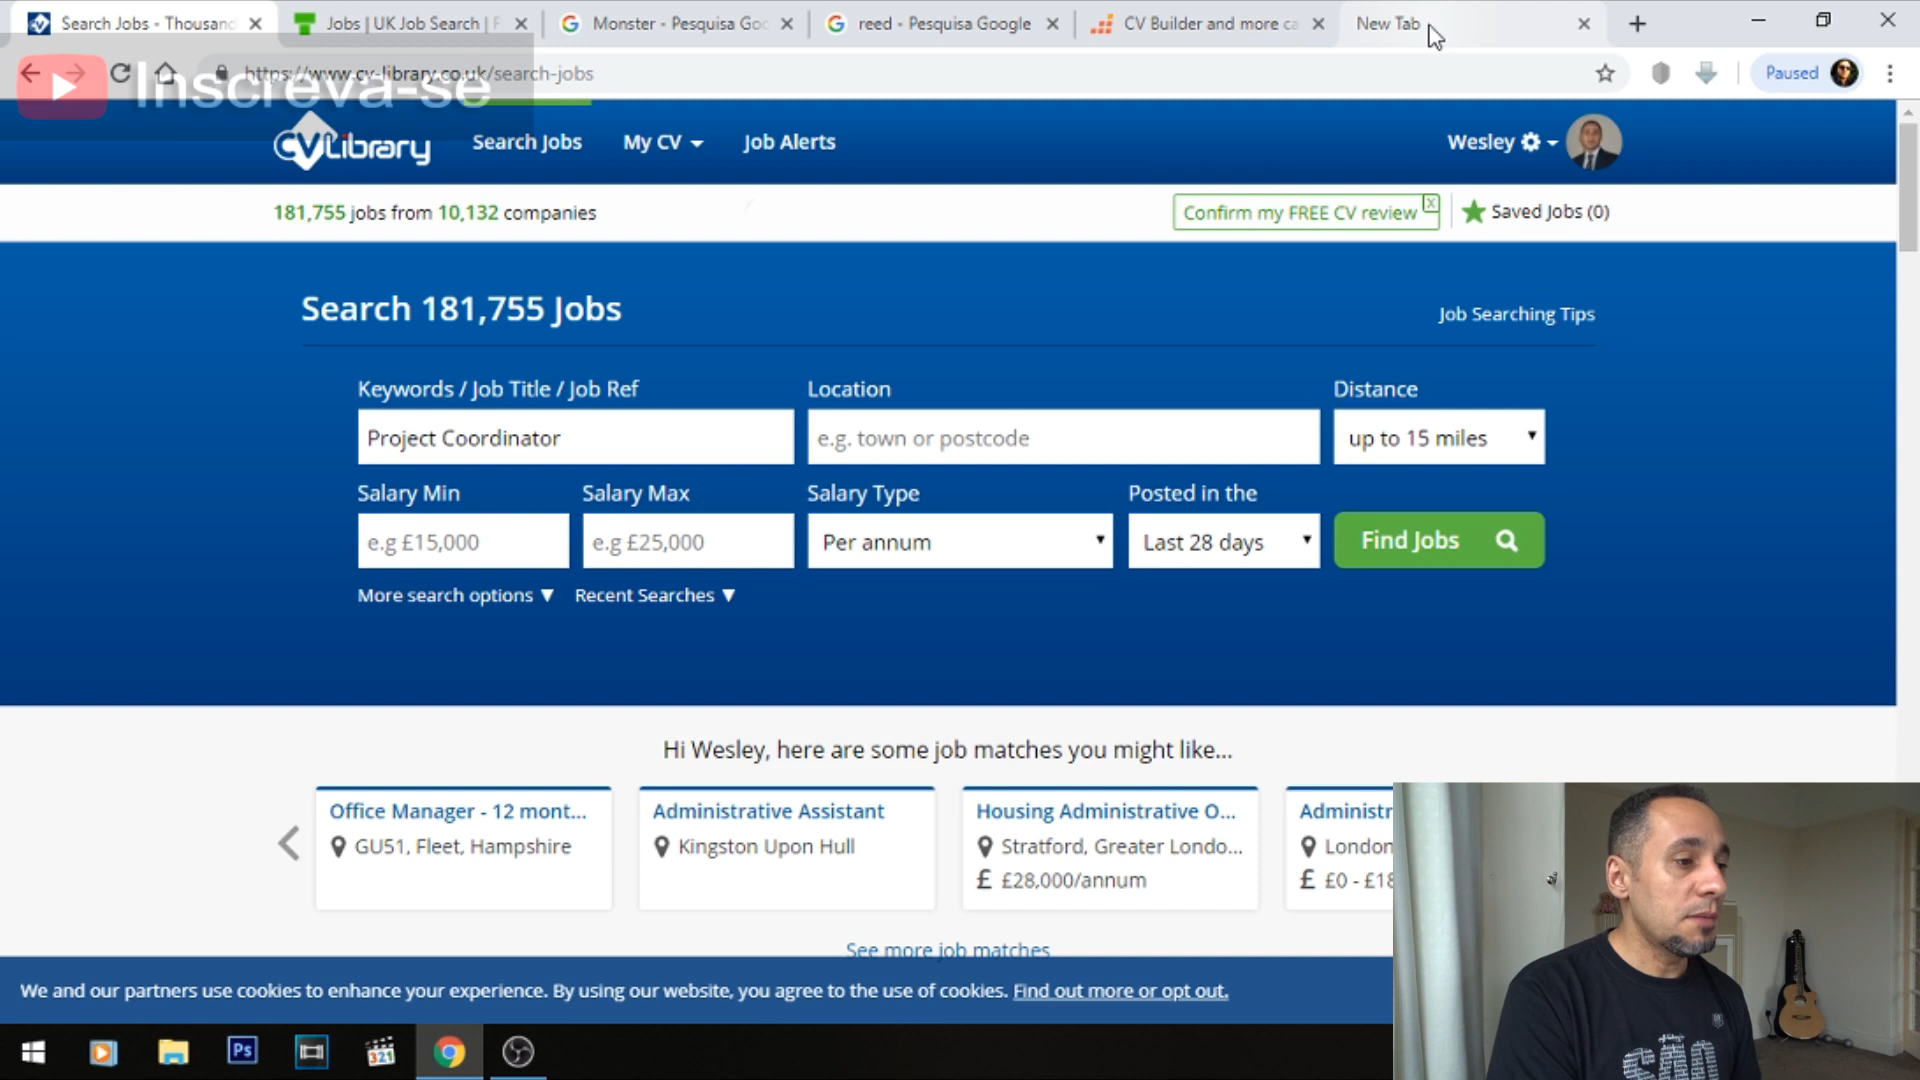 Search Jobs - Thousand
Jobs | UK Job Search | F
Monster - Pesquisa Goo
reed - Pesquisa Google
CV Builder and more ca
New Tab
https://www.cv-library.co.uk/search-jobs
Paused
Inscreva-se
CVLibrary
Search Jobs
My CV
Job Alerts
Wesley
181,755 jobs from 10,132 companies
Confirm my FREE CV review
X
Saved Jobs (0)
Search 181,755 Jobs
Job Searching Tips
Keywords / Job Title / Job Ref
Location
Distance
Project Coordinator
e.g. town or postcode
up to 15 miles
Salary Min
Salary Max
Salary Type
Posted in the
e.g £15,000
e.g £25,000
Per annum
Last 28 days
Find Jobs
More search options ▼
Recent Searches ▼
Hi Wesley, here are some job matches you might like...
Office Manager - 12 mont...
GU51, Fleet, Hampshire
Administrative Assistant
Kingston Upon Hull
Housing Administrative O...
Stratford, Greater Londo...
£ £28,000/annum
Administr
London
£ £0 - £18
See more job matches
We and our partners use cookies to enhance your experience. By using our website, you agree to the use of cookies. Find out more or opt out.
Ps
321